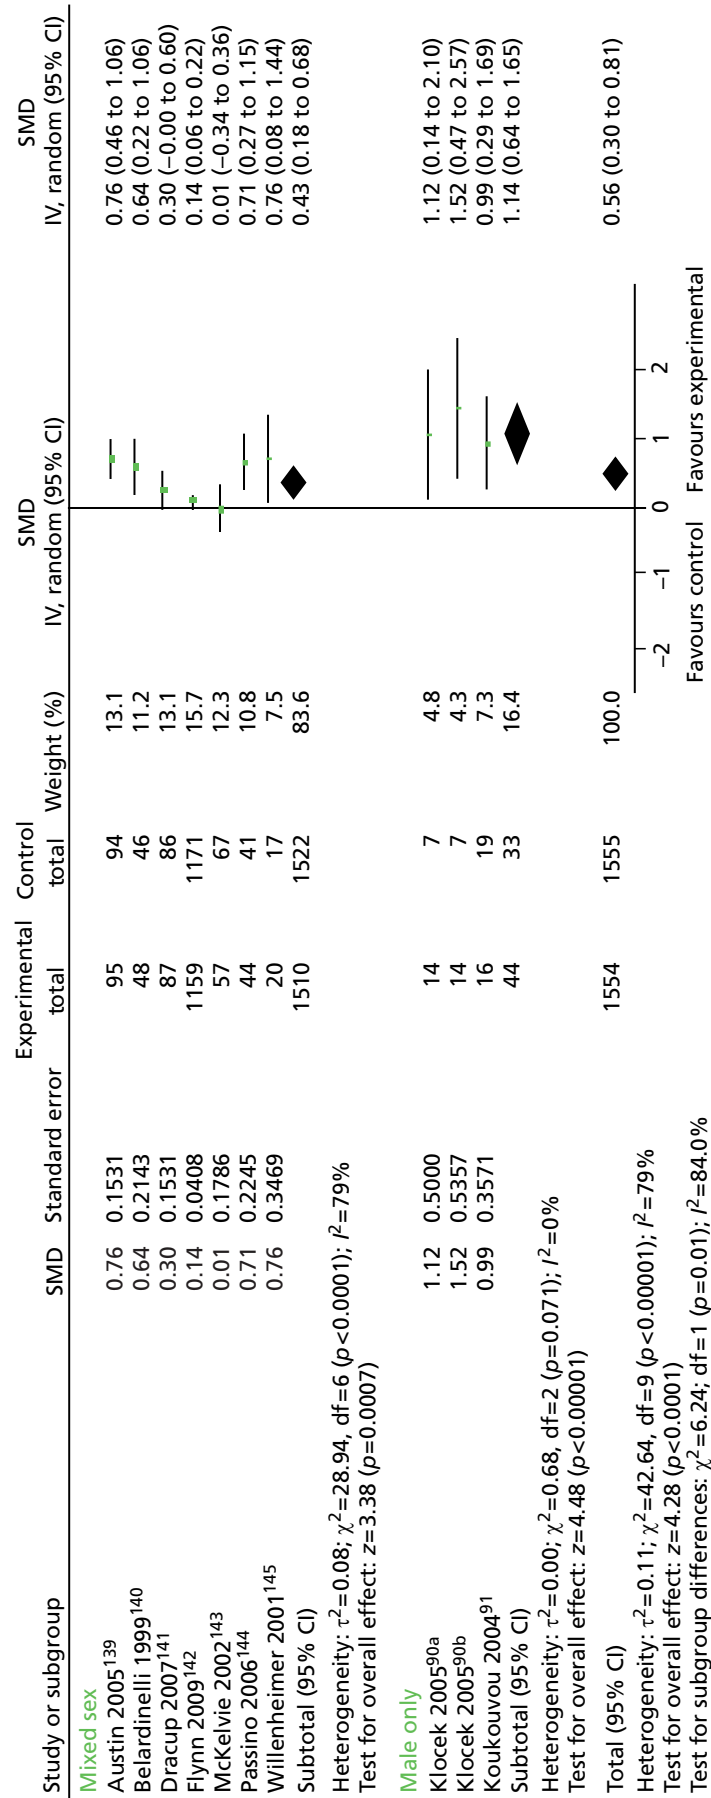 SMD SMD
Experimental Control
Study or subgroup SMD Standard error total total Weight (%) IV, random (95% CI) IV, random (95% CI)
Mixed sex
Austin 2005139 0.76 0.1531 95 94 13.1 0.76 (0.46 to 1.06)
Belardinelli 1999140 0.64 0.2143 48 46 11.2 0.64 (0.22 to 1.06)
Dracup 2007141 0.30 0.1531 87 86 13.1 0.30 (−0.00 to 0.60)
Flynn 2009142 0.14 0.0408 1159 1171 15.7 0.14 (0.06 to 0.22)
McKelvie 2002143 0.01 0.1786 57 67 12.3 0.01 (−0.34 to 0.36)
Passino 2006144 0.71 0.2245 44 41 10.8 0.71 (0.27 to 1.15)
Willenheimer 2001145 0.76 0.3469 20 17 7.5 0.76 (0.08 to 1.44)
Subtotal (95% CI) 1510 1522 83.6 0.43 (0.18 to 0.68)
Heterogeneity: τ2=0.08; χ2=28.94, df=6 (p<0.0001); I2=79%
Test for overall effect: z=3.38 (p=0.0007)
Male only
Klocek 200590a 1.12 0.5000 14 7 4.8 1.12 (0.14 to 2.10)
Klocek 200590b 1.52 0.5357 14 7 4.3 1.52 (0.47 to 2.57)
Koukouvou 200491 0.99 0.3571 16 19 7.3 0.99 (0.29 to 1.69)
Subtotal (95% CI) 44 33 16.4 1.14 (0.64 to 1.65)
Heterogeneity: τ2=0.00; χ2=0.68, df=2 (p=0.071); I2=0%
Test for overall effect: z=4.48 (p<0.00001)
Total (95% CI) 1554 1555 100.0 0.56 (0.30 to 0.81)
Heterogeneity: τ2=0.11; χ2=42.64, df=9 (p<0.00001); I2=79%
Test for overall effect: z=4.28 (p<0.0001)
Test for subgroup differences: χ2=6.24; df=1 (p=0.01); I2=84.0%
−2 −1 0 1 2
Favours control Favours experimental